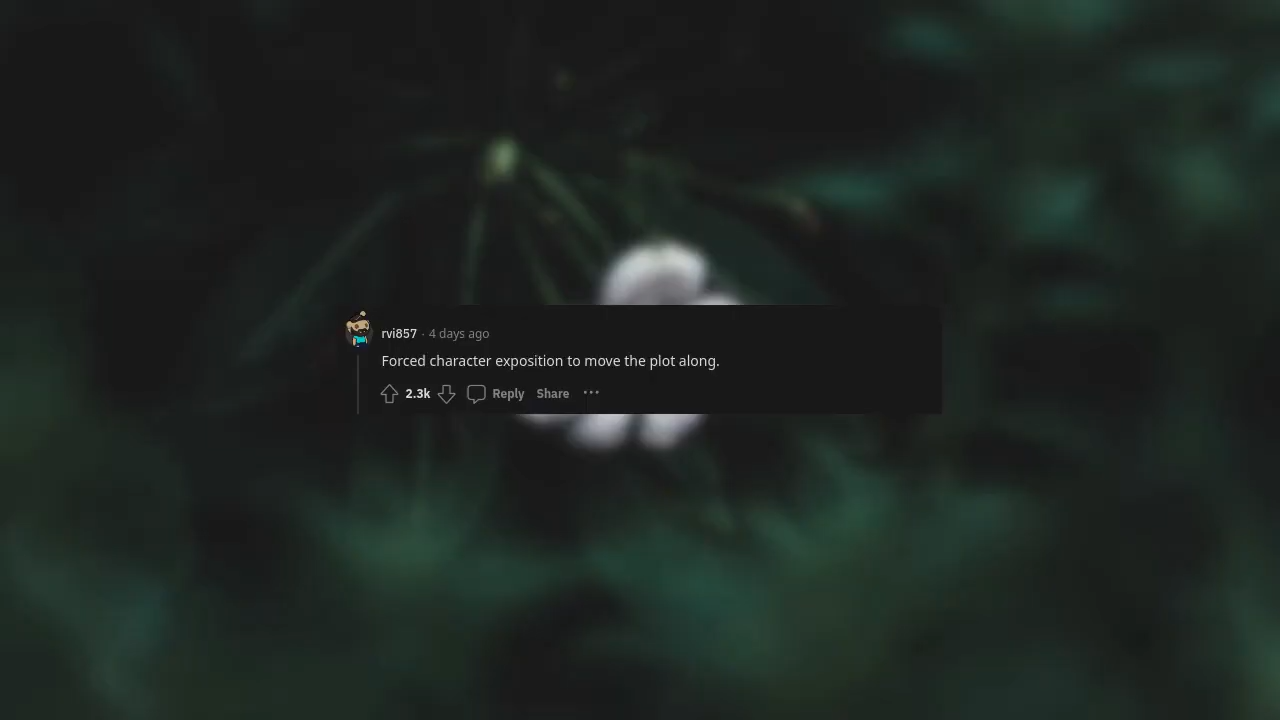 rvi857 · 4 days ago
Forced character exposition to move the plot along.
2.3k Reply Share ···